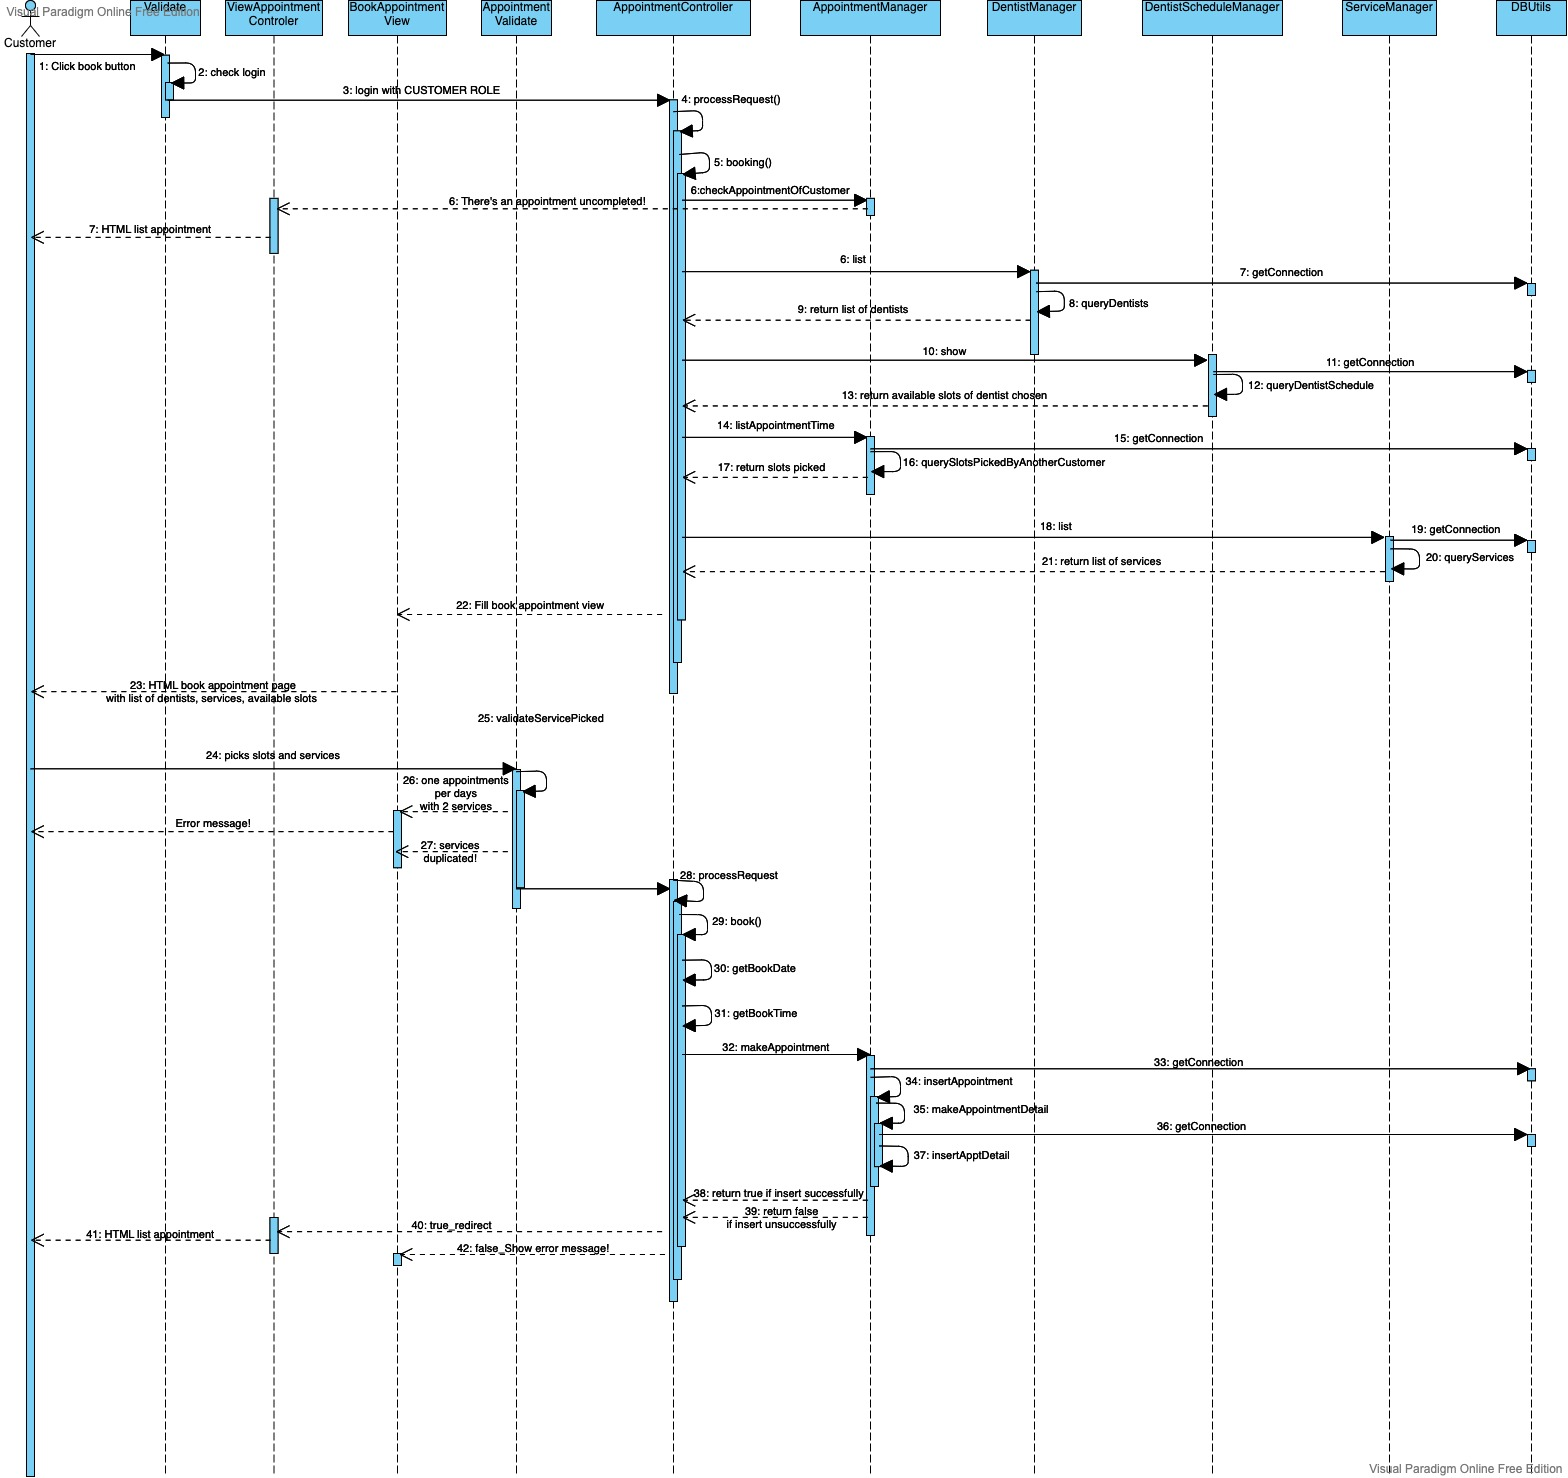 Visual Paradigm Online Free Edition
Validate
ViewAppointment
Controler
BookAppointment
View
Appointment
Validate
AppointmentController
AppointmentManager
DentistManager
DentistScheduleManager
ServiceManager
DBUtils
Customer
1: Click book button
2: check login
3: login with CUSTOMER ROLE
4: processRequest()
5: booking()
6:checkAppointmentOfCustomer
6: There's an appointment uncompleted!
7: HTML list appointment
6: list
7: getConnection
8: queryDentists
9: return list of dentists
10: show
11: getConnection
12: queryDentistSchedule
13: return available slots of dentist chosen
14: listAppointmentTime
15: getConnection
16: querySlotsPickedByAnotherCustomer
17: return slots picked
18: list
19: getConnection
20: queryServices
21: return list of services
22: Fill book appointment view
23: HTML book appointment page
with list of dentists, services, available slots
25: validateServicePicked
24: picks slots and services
26: one appointments
per days
with 2 services
Error message!
27: services
duplicated!
28: processRequest
29: book()
30: getBookDate
31: getBookTime
32: makeAppointment
33: getConnection
34: insertAppointment
35: makeAppointmentDetail
36: getConnection
37: insertApptDetail
38: return true if insert successfully
39: return false
if insert unsuccessfully
40: true_redirect
41: HTML list appointment
42: false_Show error message!
Visual Paradigm Online Free Edition